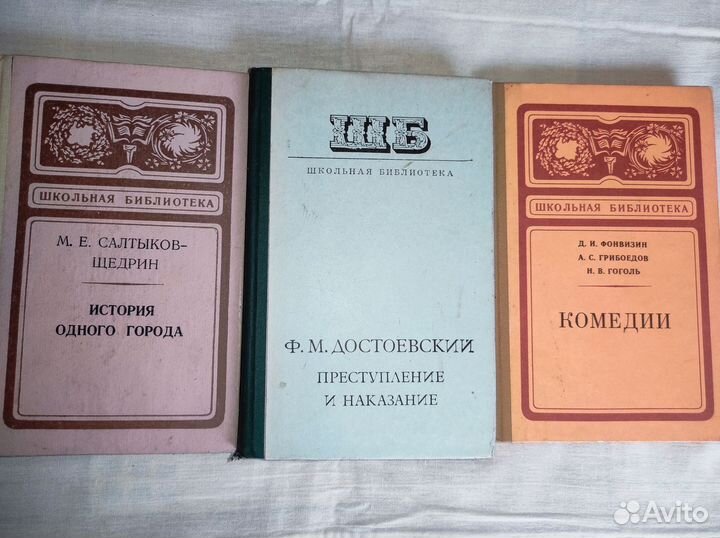 ШКОЛЬНАЯ БИБЛИОТЕКА
М. Е. САЛТЫКОВ-
ЩЕДРИН
ИСТОРИЯ
ОДНОГО ГОРОДА
ШБ
ШКОЛЬНАЯ БИБЛИОТЕКА
Ф. М. ДОСТОЕВСКИЙ
ПРЕСТУПЛЕНИЕ
И НАКАЗАНИЕ
ШКОЛЬНАЯ БИБЛИОТЕКА
Д. И. ФОНВИЗИН
А. С. ГРИБОЕДОВ
Н. В. ГОГОЛЬ
КОМЕДИИ
Avito